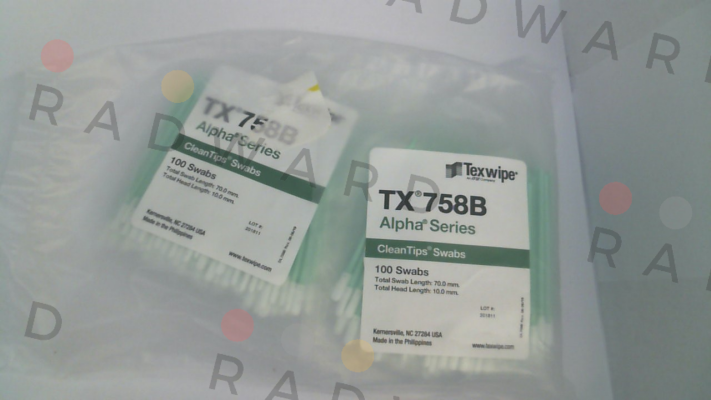 RADWARD
TX 758B
Alpha® Series
CleanTips® Swabs
100 Swabs
Total Swab Length: 70.0 mm.
Total Head Length: 10.0 mm.
LOT #:
Kernersville, NC 27284 USA
Made in the Philippines
www.texwipe.com
Texwipe®
TX®758B
Alpha® Series
CleanTips® Swabs
100 Swabs
Total Swab Length: 70.0 mm.
Total Head Length: 10.0 mm.
LOT #:
Kernersville, NC 27284 USA
Made in the Philippines
www.texwipe.com
RADWARD
RA
D
RADWAR